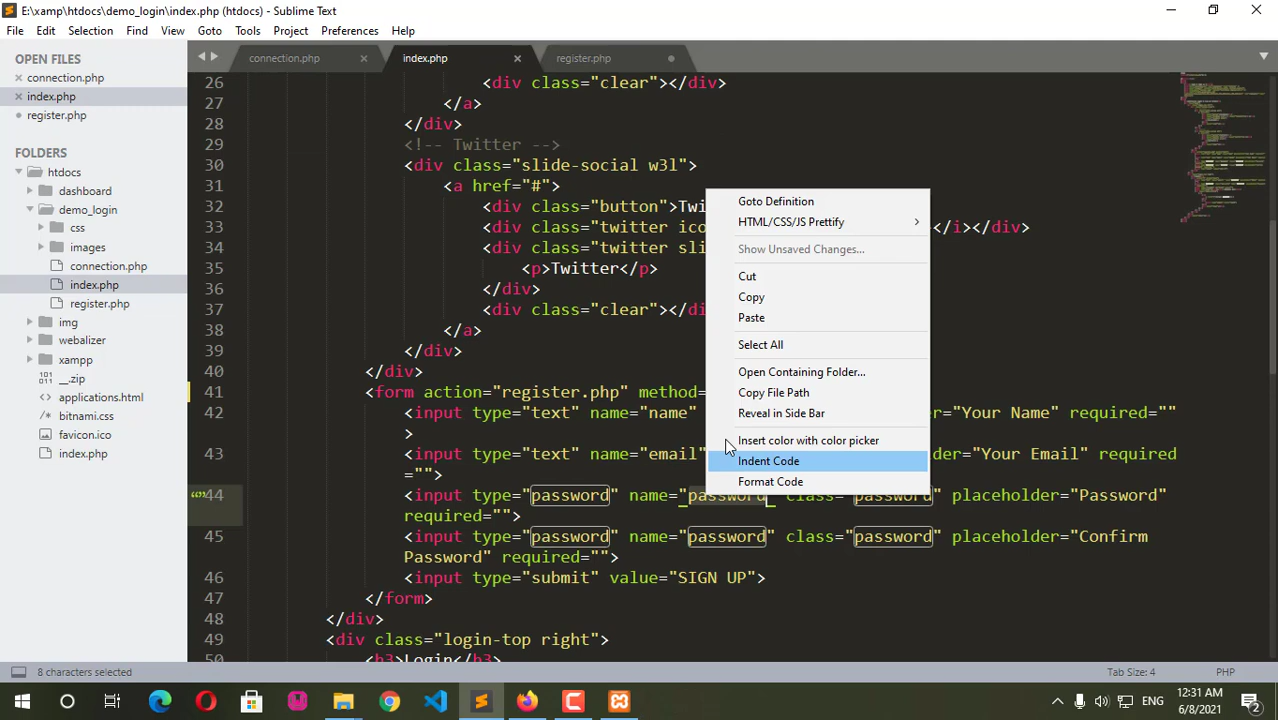 E:\xamp\htdocs\demo_login\index.php (htdocs) - Sublime Text
File Edit Selection Find View Goto Tools Project Preferences Help
OPEN FILES
connection.php
index.php
register.php
FOLDERS
htdocs
dashboard
demo_login
css
images
connection.php
index.php
register.php
img
webalizer
xampp
__.zip
applications.html
bitnami.css
favicon.ico
index.php
connection.php index.php register.php
26 <div class="clear"></div>
27 </a>
28 </div>
29 <!-- Twitter -->
30 <div class="slide-social w3l">
31 <a href="#">
32 <div class="button">Tw
33 <div class="twitter ico </i></div>
34 <div class="twitter sli
35 <p>Twitter</p>
36 </div>
37 <div class="clear"></di
38 </a>
39 </div>
40 </div>
41 <form action="register.php" method=
42 <input type="text" name="name" der="Your Name" required=""
>
43 <input type="text" name="email" der="Your Email" required
="">
44 <input type="password" name="password" class="password" placeholder="Password"
required="">
45 <input type="password" name="password" class="password" placeholder="Confirm
Password" required="">
46 <input type="submit" value="SIGN UP">
47 </form>
48 </div>
49 <div class="login-top right">
50 <h3>Login</h3>
Goto Definition
HTML/CSS/JS Prettify
Show Unsaved Changes...
Cut
Copy
Paste
Select All
Open Containing Folder...
Copy File Path
Reveal in Side Bar
Insert color with color picker
Indent Code
Format Code
8 characters selected Tab Size: 4 PHP
ENG 12:31 AM
6/8/2021 2